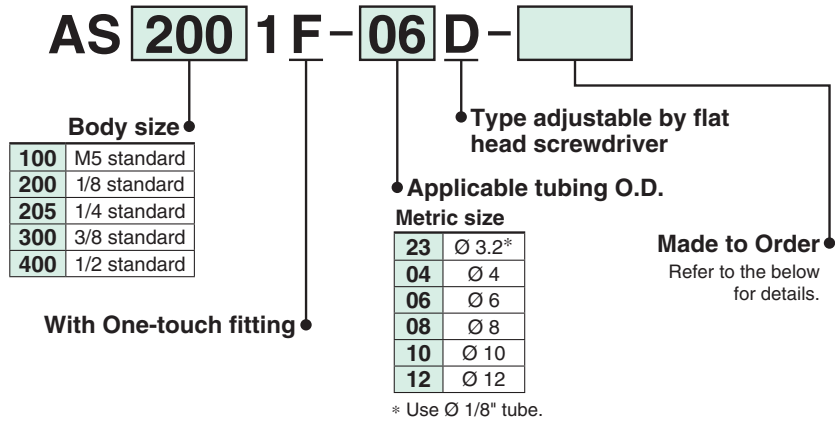 AS 200 1 F - 06 D -
Type adjustable by flat
head screwdriver
Body size
100 M5 standard
200 1/8 standard
205 1/4 standard
300 3/8 standard
400 1/2 standard
Applicable tubing O.D.
Metric size
23 Ø 3.2*
04 Ø 4
06 Ø 6
08 Ø 8
10 Ø 10
12 Ø 12
* Use Ø 1/8" tube.
Made to Order
Refer to the below
for details.
With One-touch fitting